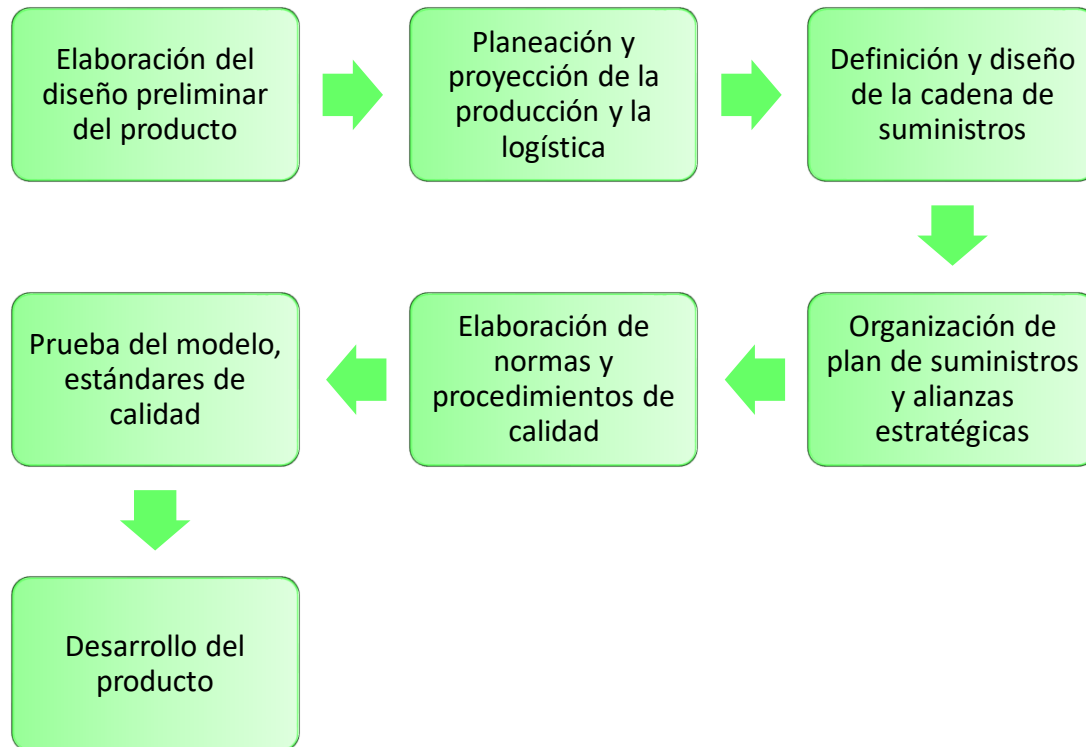 Elaboración del
diseño preliminar
del producto
Planeación y
proyección de la
producción y la
logística
Definición y diseño
de la cadena de
suministros
Organización de
plan de suministros
y alianzas
estratégicas
Elaboración de
normas y
procedimientos de
calidad
Prueba del modelo,
estándares de
calidad
Desarrollo del
producto